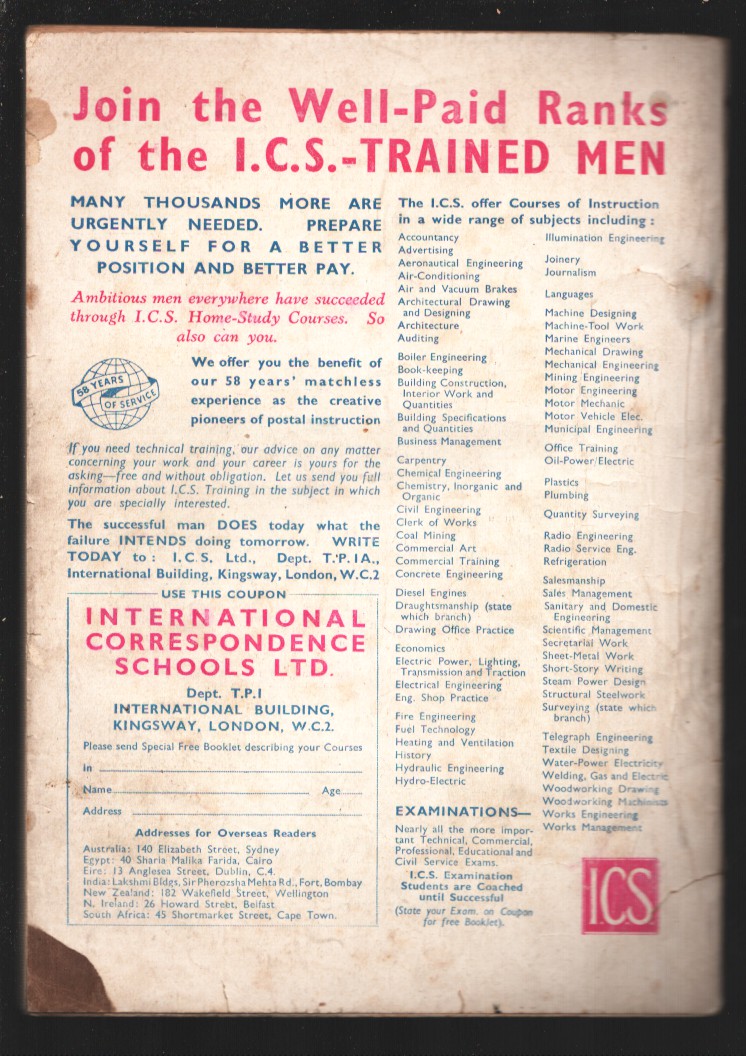 Join the Well-Paid Ranks
of the I.C.S.-TRAINED MEN
MANY THOUSANDS MORE ARE
URGENTLY NEEDED. PREPARE
YOURSELF FOR A BETTER
POSITION AND BETTER PAY.
Ambitious men everywhere have succeeded
through I.C.S. Home-Study Courses. So
also can you.
58 YEARS
OF SERVICE
We offer you the benefit of
our 58 years' matchless
experience as the creative
pioneers of postal instruction
If you need technical training, our advice on any matter
concerning your work and your career is yours for the
asking—free and without obligation. Let us send you full
information about I.C.S. Training in the subject in which
you are specially interested.
The successful man DOES today what the
failure INTENDS doing tomorrow. WRITE
TODAY to: I.C.S. Ltd., Dept. T.P.1A.,
International Building, Kingsway, London, W.C.2
USE THIS COUPON
INTERNATIONAL
CORRESPONDENCE
SCHOOLS LTD.
Dept. T.P.1
INTERNATIONAL BUILDING,
KINGSWAY, LONDON, W.C.2.
Please send Special Free Booklet describing your Courses
In
Name Age
Address
Addresses for Overseas Readers
Australia: 140 Elizabeth Street, Sydney
Egypt: 40 Sharia Malika Farida, Cairo
Eire: 13 Anglesea Street, Dublin, C.4.
India: Lakshmi Bldgs, Sir Pherozsha Mehta Rd., Fort, Bombay
New Zealand: 182 Wakefield Street, Wellington
N. Ireland: 26 Howard Street, Belfast
South Africa: 45 Shortmarket Street, Cape Town.
The I.C.S. offer Courses of Instruction
in a wide range of subjects including:
Accountancy
Advertising
Aeronautical Engineering
Air-Conditioning
Air and Vacuum Brakes
Architectural Drawing
and Designing
Architecture
Auditing
Boiler Engineering
Book-keeping
Building Construction,
Interior Work and
Quantities
Building Specifications
and Quantities
Business Management
Carpentry
Chemical Engineering
Chemistry, Inorganic and
Organic
Civil Engineering
Clerk of Works
Coal Mining
Commercial Art
Commercial Training
Concrete Engineering
Diesel Engines
Draughtsmanship (state
which branch)
Drawing Office Practice
Economics
Electric Power, Lighting,
Transmission and Traction
Electrical Engineering
Eng. Shop Practice
Fire Engineering
Fuel Technology
Heating and Ventilation
History
Hydraulic Engineering
Hydro-Electric
EXAMINATIONS—
Nearly all the more impor-
tant Technical, Commercial,
Professional, Educational and
Civil Service Exams.
I.C.S. Examination
Students are Coached
until Successful
(State your Exam. on Coupon
for free Booklet).
Illumination Engineering
Joinery
Journalism
Languages
Machine Designing
Machine-Tool Work
Marine Engineers
Mechanical Drawing
Mechanical Engineering
Mining Engineering
Motor Engineering
Motor Mechanic
Motor Vehicle Elec.
Municipal Engineering
Office Training
Oil-Power/Electric
Plastics
Plumbing
Quantity Surveying
Radio Engineering
Radio Service Eng.
Refrigeration
Salesmanship
Sales Management
Sanitary and Domestic
Engineering
Scientific Management
Secretarial Work
Sheet-Metal Work
Short-Story Writing
Steam Power Design
Structural Steelwork
Surveying (state which
branch)
Telegraph Engineering
Textile Designing
Water-Power Electricity
Welding, Gas and Electric
Woodworking Drawing
Woodworking Machinists
Works Engineering
Works Management
I.C.S